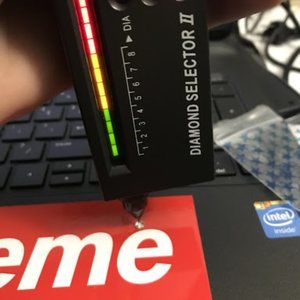 DIAMOND SELECTOR II
1 2 3 4 5 6 7 8 ▶ DIA
eme
intel
inside